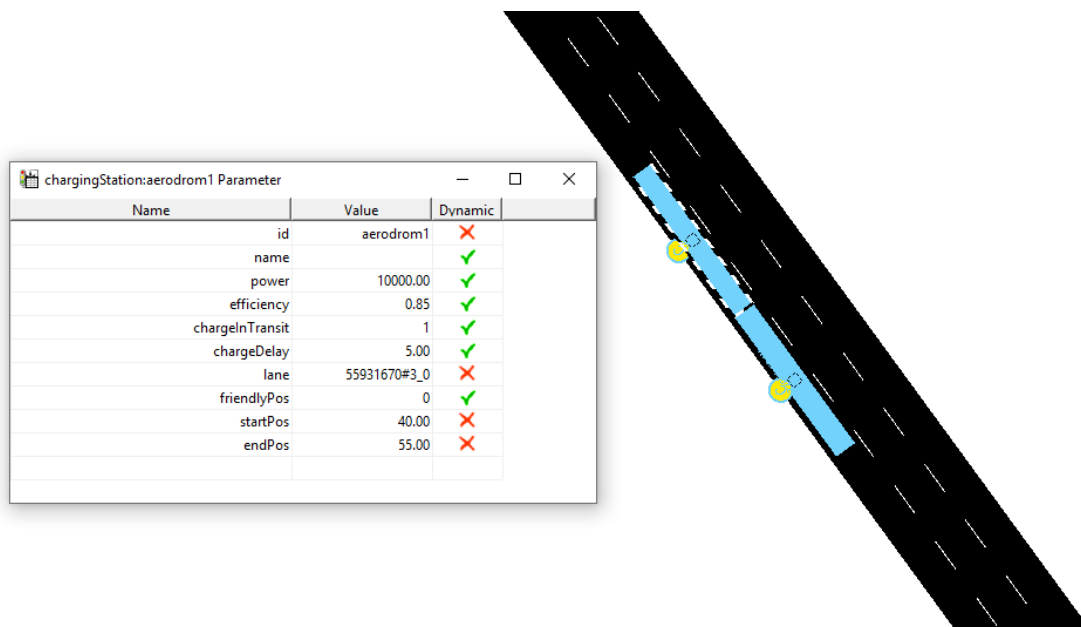 chargingStation:aerodrom1 Parameter
Name Value Dynamic
id aerodrom1
name
power 10000.00
efficiency 0.85
chargeInTransit 1
chargeDelay 5.00
lane 55931670#3_0
friendlyPos 0
startPos 40.00
endPos 55.00